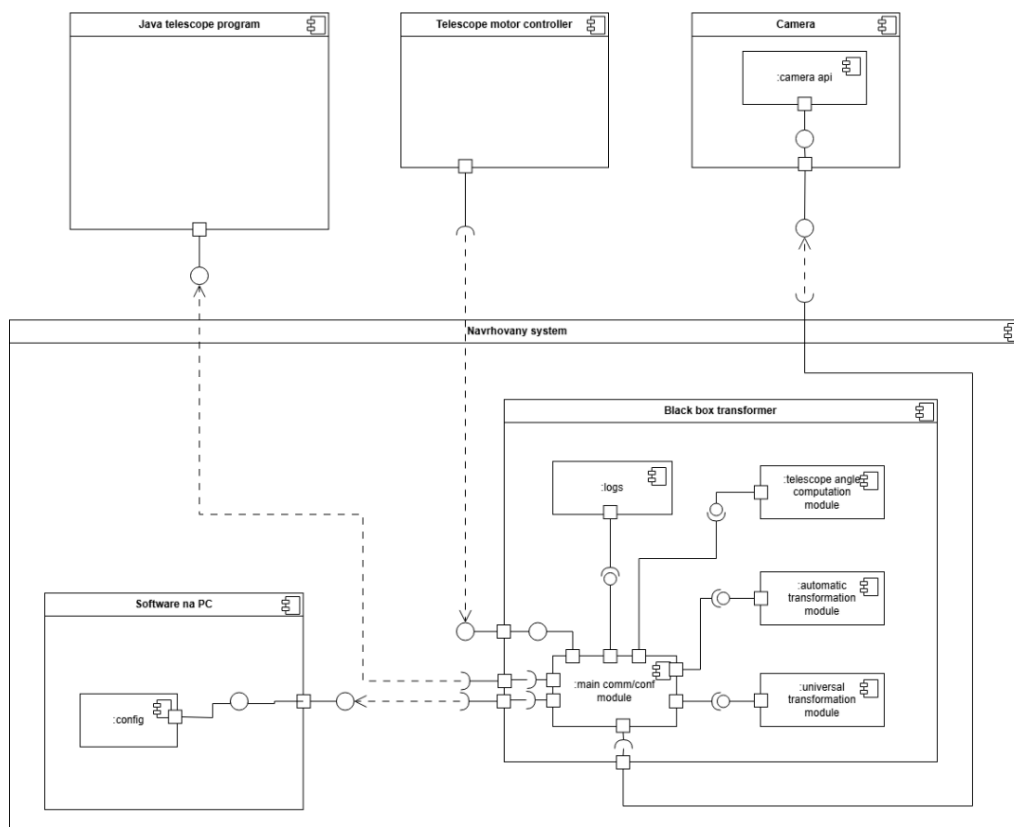 Java telescope program
Telescope motor controller
Camera
:camera api
Navrhovany system
Black box transformer
:logs
:telescope angle
computation
module
:automatic
transformation
module
Software na PC
:main comm/conf
module
:universal
transformation
module
:config